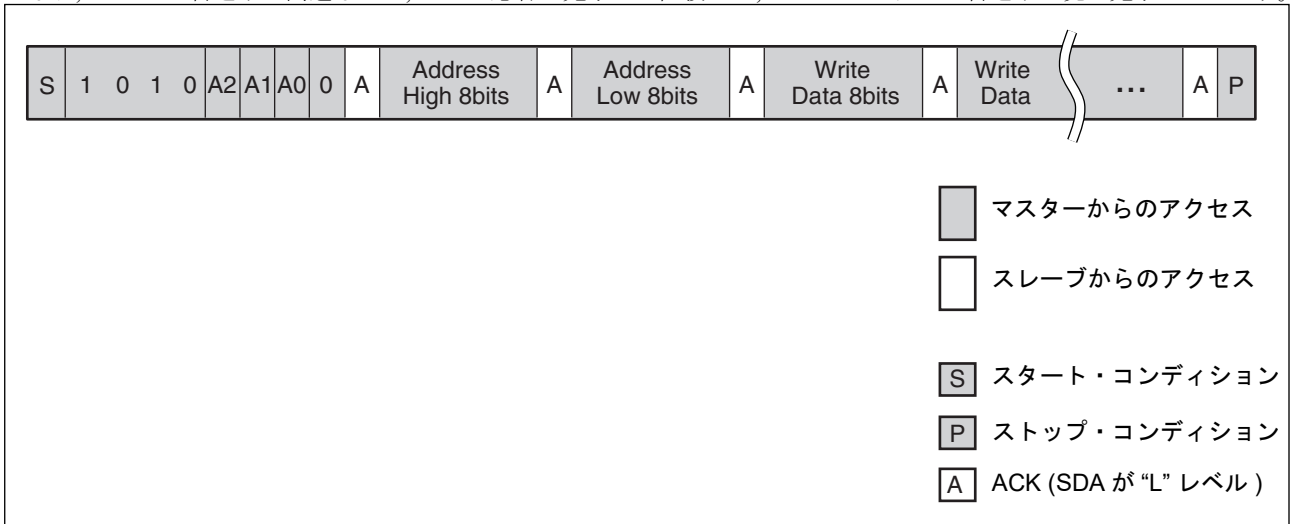 S 1 0 1 0 A2 A1 A0 0 A Address High 8bits A Address Low 8bits A Write Data 8bits A Write Data ... A P
マスターからのアクセス
スレーブからのアクセス
S スタート・コンディション
P ストップ・コンディション
A ACK (SDA が “L” レベル )